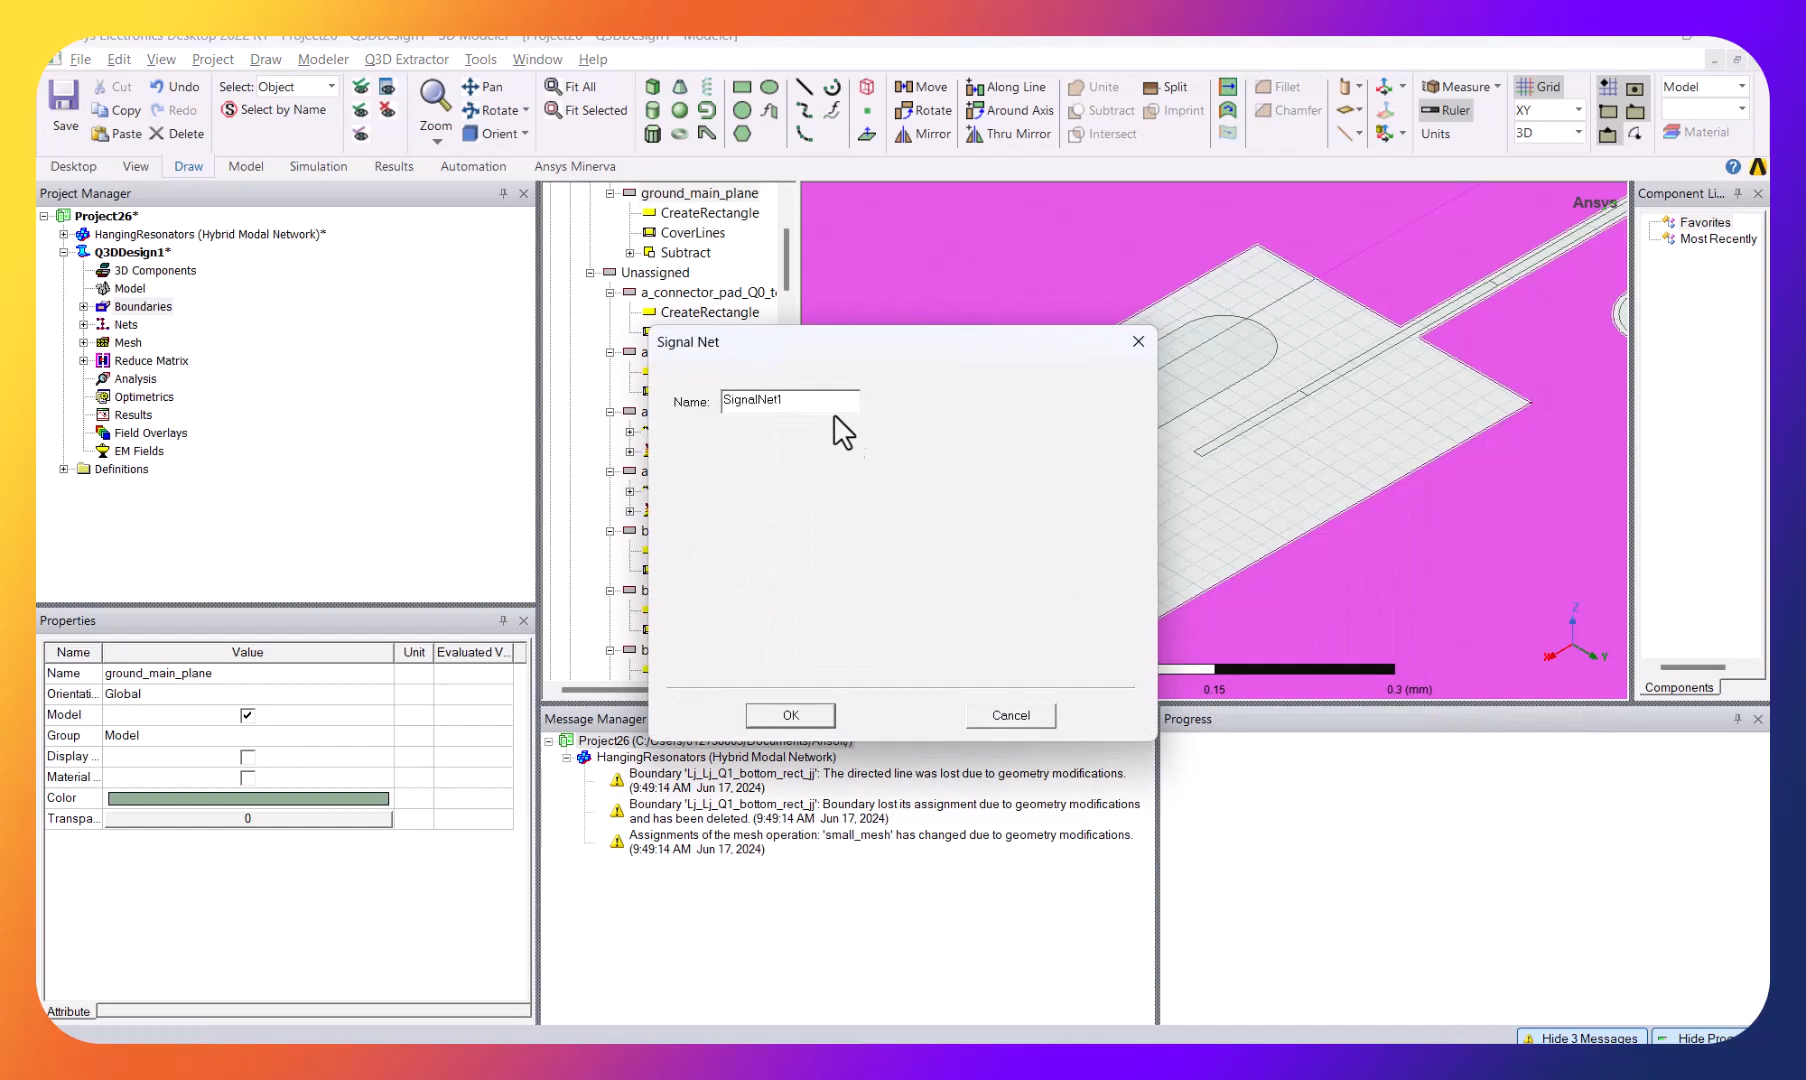 File Edit View Project Draw Modeler Q3D Extractor Tools Window Help
Save Cut Copy Paste Undo Redo Delete
Select: Object
Select by Name
Zoom Pan Rotate Orient
Fit All
Fit Selected
Move Rotate Mirror
Along Line
Around Axis
Thru Mirror
Unite Subtract Intersect
Split Imprint
Fillet
Chamfer
Measure
Ruler
Units
Grid
XY
3D
Model
Material
Desktop View Draw Model Simulation Results Automation Ansys Minerva
Project Manager
Project26*
HangingResonators (Hybrid Modal Network)*
Q3DDesign1*
3D Components
Model
Boundaries
Nets
Mesh
Reduce Matrix
Analysis
Optimetrics
Results
Field Overlays
EM Fields
Definitions
Properties
Name Value Unit Evaluated V...
Name ground_main_plane
Orientati... Global
Model
Group Model
Display ...
Material ...
Color
Transpa... 0
Attribute
ground_main_plane
CreateRectangle
CoverLines
Subtract
Unassigned
a_connector_pad_Q0_t
CreateRectangle
a
a
a
b
b
b
Signal Net
Name: SignalNet1
OK
Cancel
Ansys
Z
X
Y
0.15
0.3 (mm)
Component Li...
Favorites
Most Recently
Components
Message Manager
Project26 (C:/Users/
HangingResonators (Hybrid Modal Network)
Boundary 'Lj_Lj_Q1_bottom_rect_jj': The directed line was lost due to geometry modifications.
(9:49:14 AM Jun 17, 2024)
Boundary 'Lj_Lj_Q1_bottom_rect_jj': Boundary lost its assignment due to geometry modifications
and has been deleted. (9:49:14 AM Jun 17, 2024)
Assignments of the mesh operation: 'small_mesh' has changed due to geometry modifications.
(9:49:14 AM Jun 17, 2024)
Progress
Hide 3 Messages
Hide